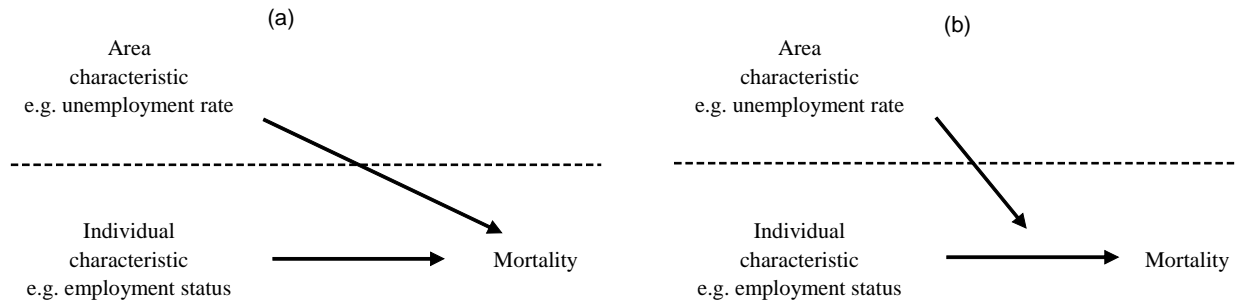 (a)
Area
characteristic
e.g. unemployment rate
Individual
characteristic
e.g. employment status
Mortality
(b)
Area
characteristic
e.g. unemployment rate
Individual
characteristic
e.g. employment status
Mortality